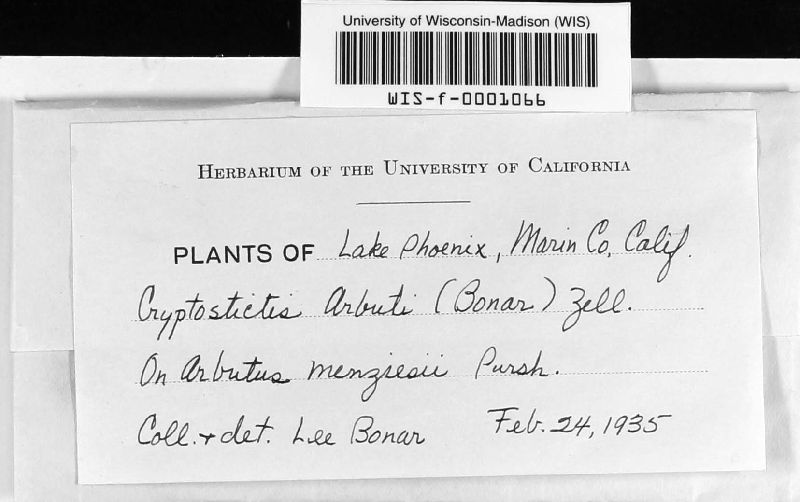 University of Wisconsin-Madison (WIS)
WIS-f-0001066
HERBARIUM OF THE UNIVERSITY OF CALIFORNIA
PLANTS OF Lake Phoenix, Marin Co, Calif.
Cryptostictis Arbuti (Bonar) Zell.
On Arbutus menziesii Pursh.
Coll. + det. Lee Bonar Feb. 24, 1935